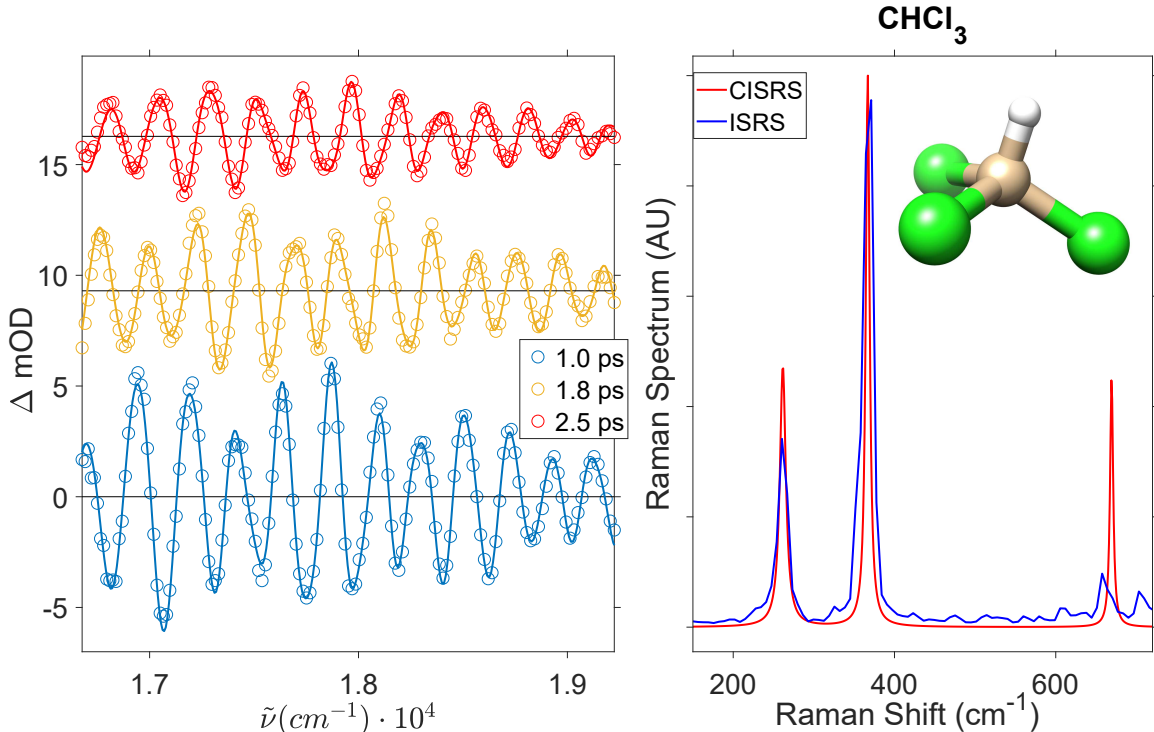 CHCl3
CISRS
ISRS
15
10
5
0
-5
Δ mOD
1.0 ps
1.8 ps
2.5 ps
1.7
1.8
1.9
ν̃(cm⁻¹) · 10⁴
Raman Spectrum (AU)
200
400
600
Raman Shift (cm⁻¹)